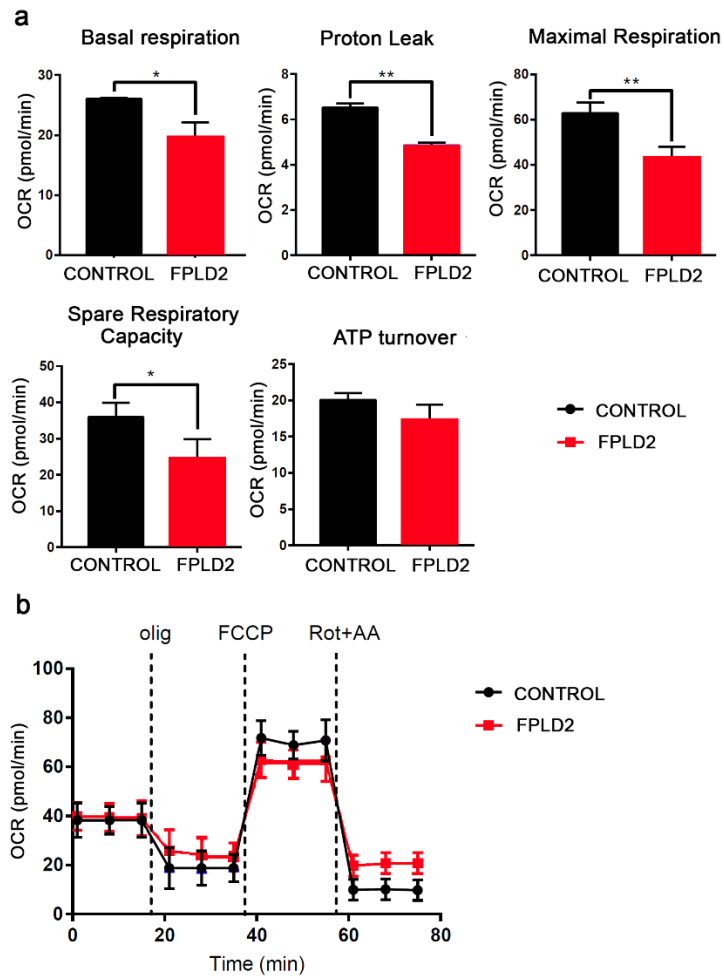 a
Basal respiration
Proton Leak
Maximal Respiration
*
**
**
OCR (pmol/min)
30
20
10
0
CONTROL FPLD2
OCR (pmol/min)
8
6
4
2
0
CONTROL FPLD2
OCR (pmol/min)
80
60
40
20
0
CONTROL FPLD2
Spare Respiratory
Capacity
ATP turnover
*
OCR (pmol/min)
50
40
30
20
10
0
CONTROL FPLD2
OCR (pmol/min)
25
20
15
10
5
0
CONTROL FPLD2
CONTROL
FPLD2
b
olig FCCP Rot+AA
OCR (pmol/min)
100
80
60
40
20
0
0 20 40 60 80
Time (min)
CONTROL
FPLD2